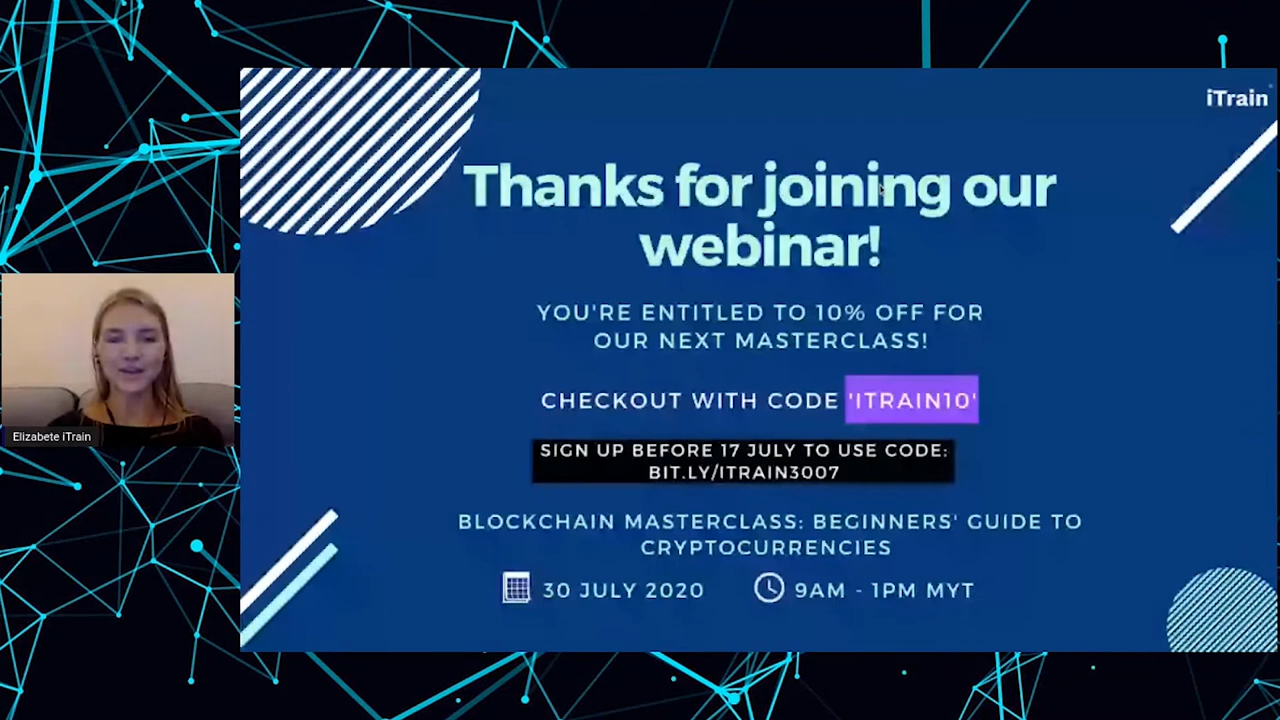 iTrain
Thanks for joining our
webinar!
YOU'RE ENTITLED TO 10% OFF FOR
OUR NEXT MASTERCLASS!
CHECKOUT WITH CODE 'ITRAIN10'
SIGN UP BEFORE 17 JULY TO USE CODE:
BIT.LY/ITRAIN3007
BLOCKCHAIN MASTERCLASS: BEGINNERS' GUIDE TO
CRYPTOCURRENCIES
30 JULY 2020 9AM - 1PM MYT
Elizabete iTrain